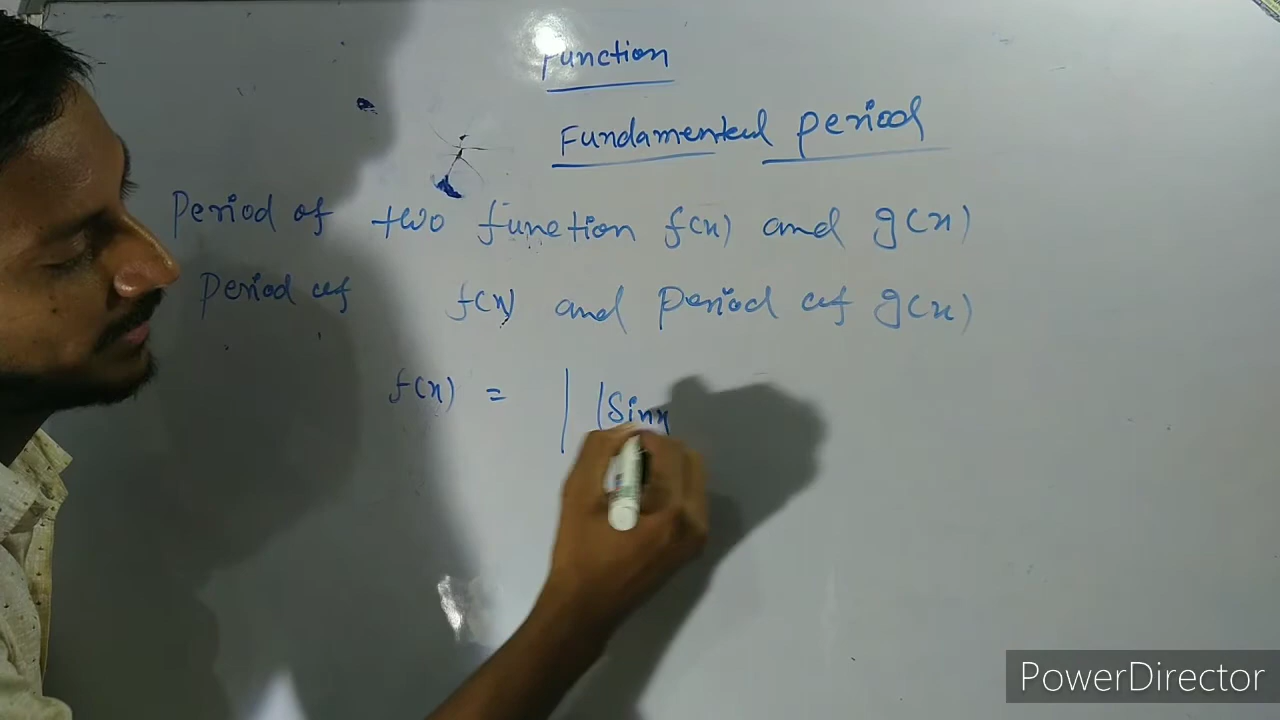 Function
Fundamental period
Period of two function f(x) and g(x)
Period of f(x) and Period of g(x)
f(x) = | |Sinx
PowerDirector